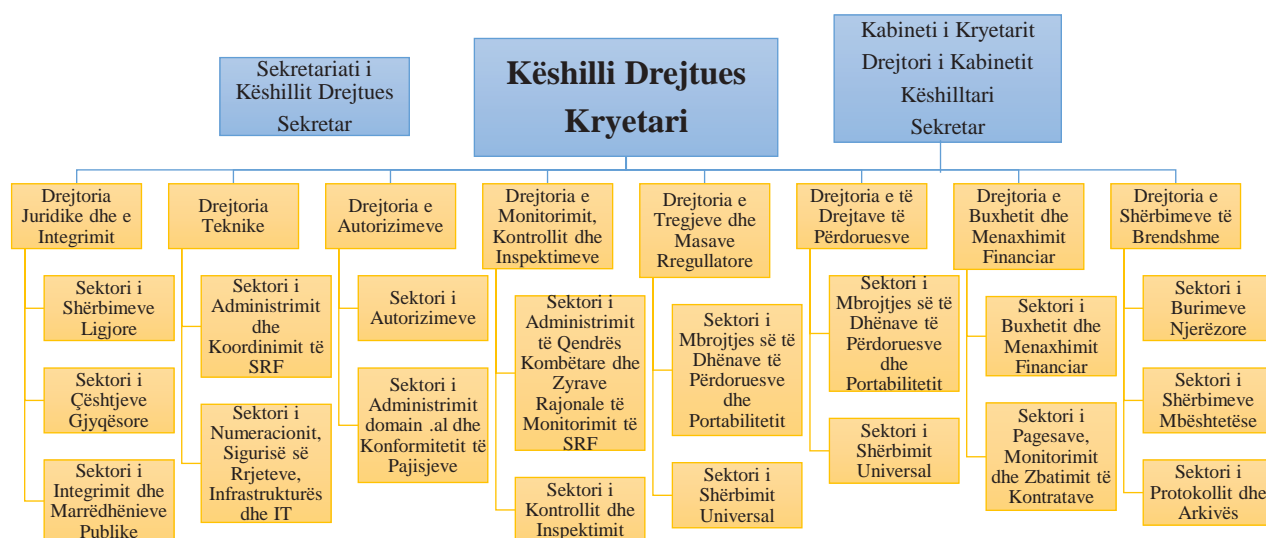 Sekretariati i
Këshillit Drejtues
Sekretar
Këshilli Drejtues
Kryetari
Kabineti i Kryetarit
Drejtori i Kabinetit
Këshilltari
Sekretar
Drejtoria
Juridike dhe e
Integrimit
Sektori i
Shërbimeve
Ligjore
Sektori i
Çështjeve
Gjyqësore
Sektori i
Integrimit dhe
Marrëdhënieve
Publike
Drejtoria
Teknike
Sektori i
Administrimit
dhe
Koordinimit të
SRF
Sektori i
Numeracionit,
Sigurisë së
Rrjeteve,
Infrastrukturës
dhe IT
Drejtoria e
Autorizimeve
Sektori i
Autorizimeve
Sektori i
Administrimit
domain .al dhe
Konformitetit të
Pajisjeve
Drejtoria e
Monitorimit,
Kontrollit dhe
Inspektimeve
Sektori i
Administrimit
të Qendrës
Kombëtare dhe
Zyrave
Rajonale të
Monitorimit të
SRF
Sektori i
Kontrollit dhe
Inspektimit
Drejtoria e
Tregjeve dhe
Masave
Rregullatore
Sektori i
Mbrojtjes së të
Dhënave të
Përdoruesve
dhe
Portabilitetit
Sektori i
Shërbimit
Universal
Drejtoria e të
Drejtave të
Përdoruesve
Sektori i
Mbrojtjes së të
Dhënave të
Përdoruesve
dhe
Portabilitetit
Sektori i
Shërbimit
Universal
Drejtoria e
Buxhetit dhe
Menaxhimit
Financiar
Sektori i
Buxhetit dhe
Menaxhimit
Financiar
Sektori i
Pagesave,
Monitorimit
dhe Zbatimit të
Kontratave
Drejtoria e
Shërbimeve të
Brendshme
Sektori i
Burimeve
Njerëzore
Sektori i
Shërbimeve
Mbështetëse
Sektori i
Protokollit dhe
Arkivës